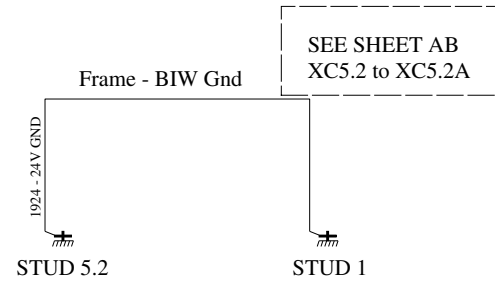 SEE SHEET AB
XC5.2 to XC5.2A
Frame - BIW Gnd
1924 - 24V GND
STUD 5.2
STUD 1